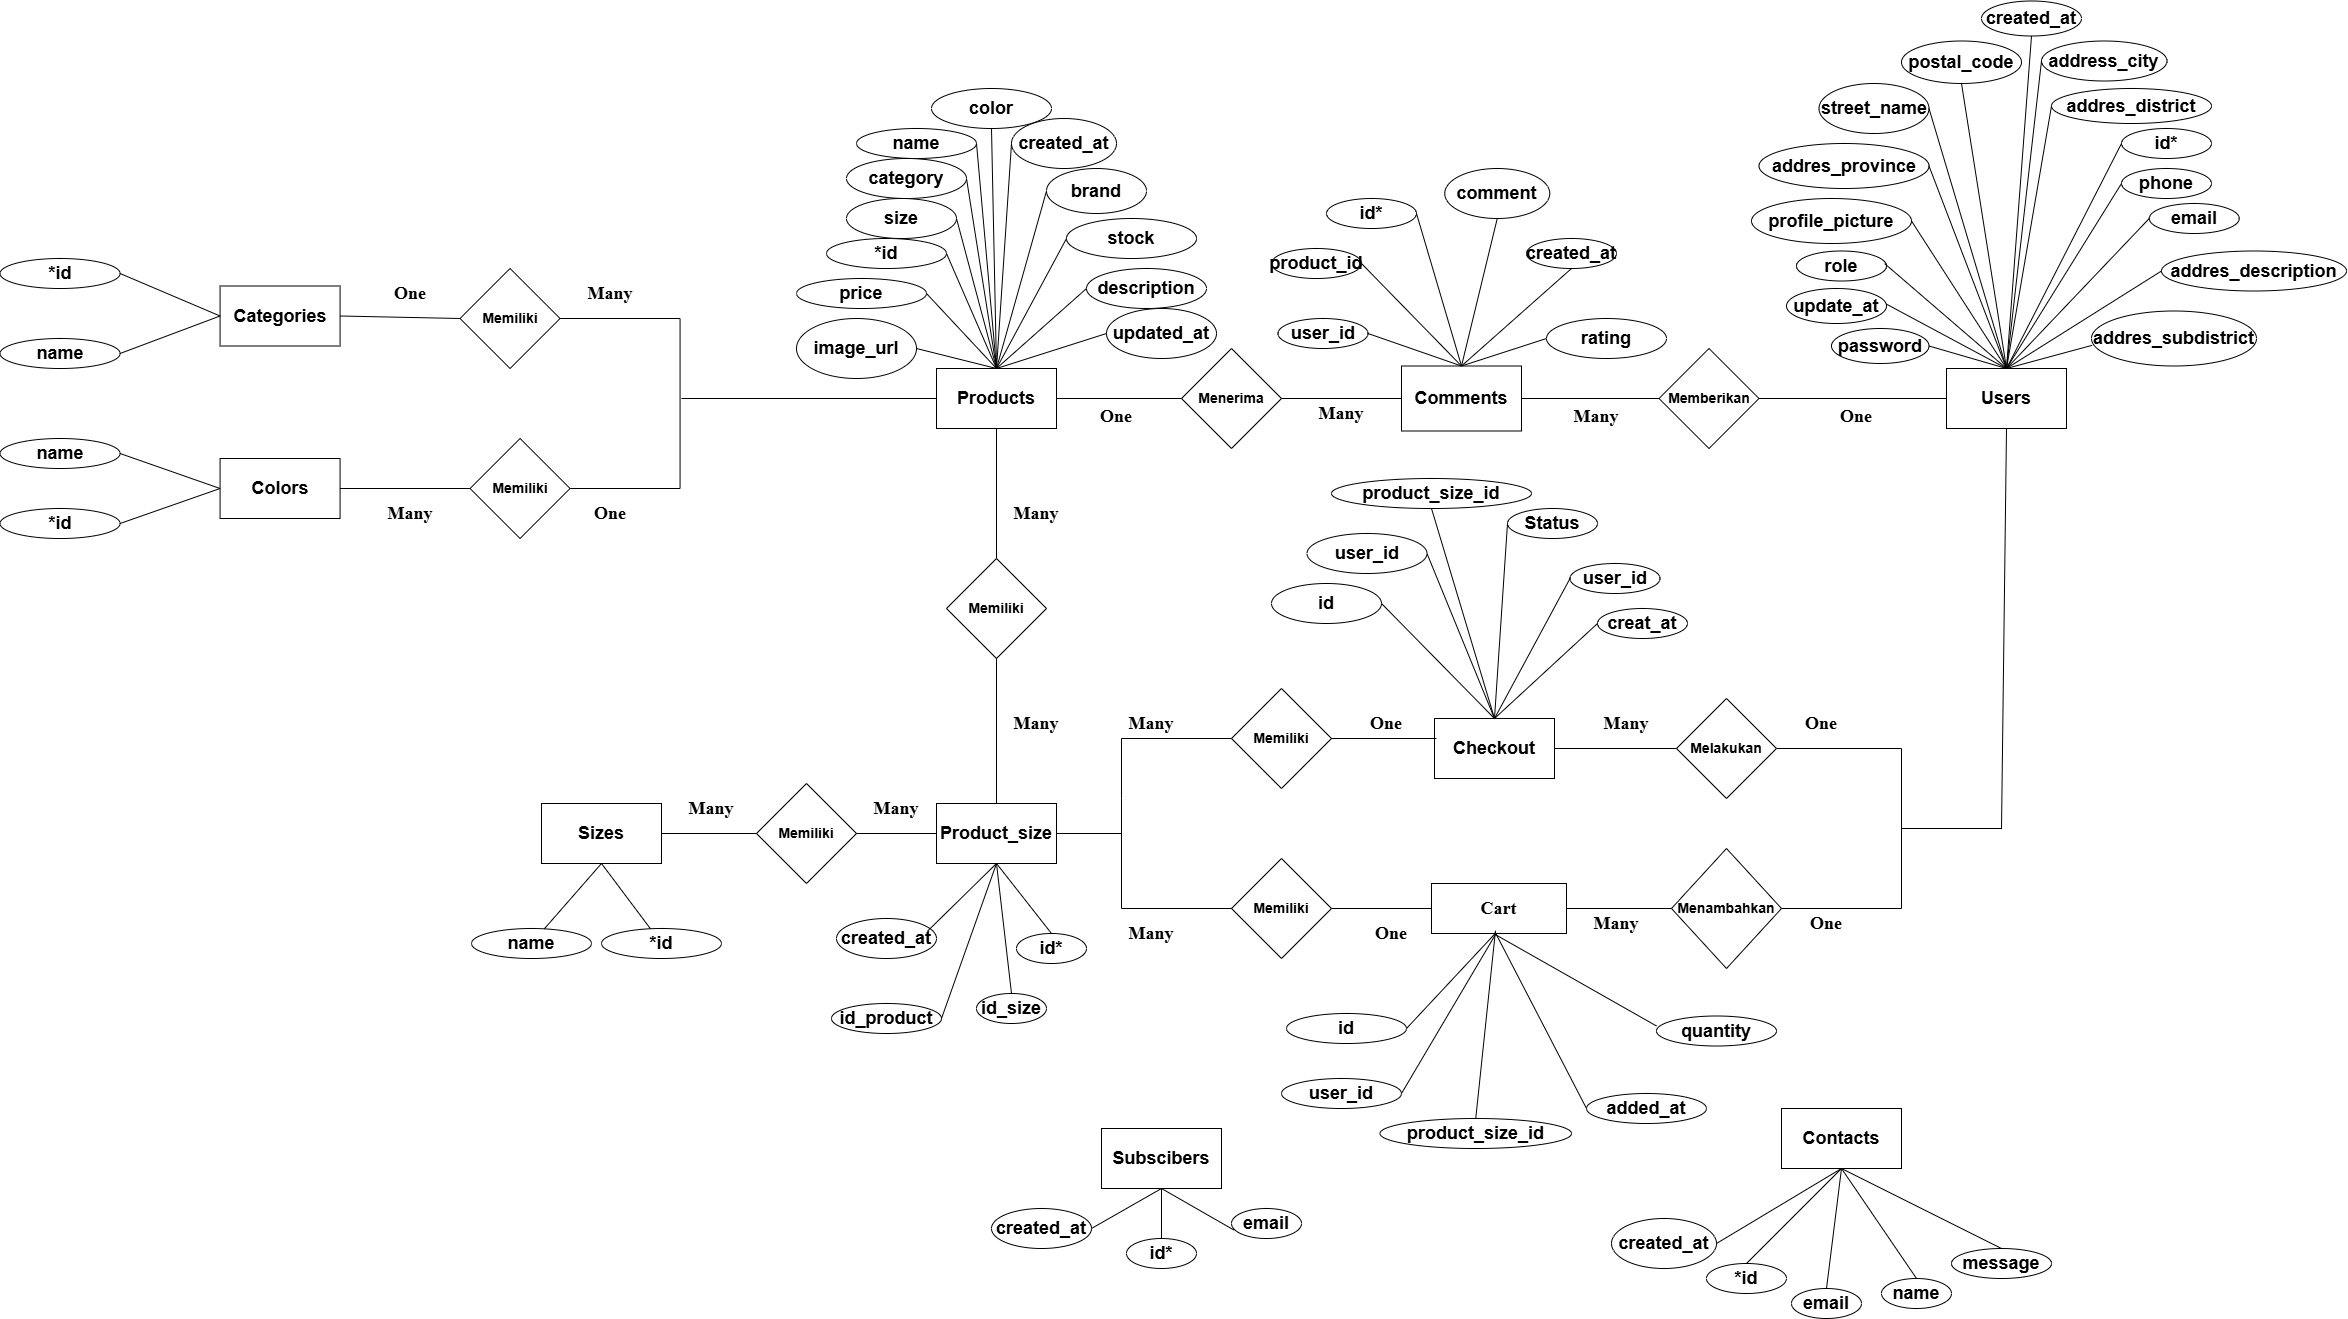 created_at
postal_code
address_city
color
street_name
addres_district
name
created_at
id*
category
addres_province
phone
brand
comment
size
id*
profile_picture
email
stock
*id
product_id
created_at
role
addres_description
*id
price
description
update_at
One
Many
Categories
Memiliki
name
image_url
updated_at
user_id
rating
password
addres_subdistrict
Products
One
Menerima
Many
Comments
Many
Memberikan
One
Users
name
Colors
Many
Memiliki
One
*id
Many
product_size_id
Status
user_id
user_id
id
creat_at
Memiliki
Many
Many
Memiliki
One
Checkout
Many
Melakukan
One
Sizes
Many
Memiliki
Many
Product_size
Many
Memiliki
One
Cart
Many
Menambahkan
One
name
*id
created_at
id*
id_product
id_size
id
quantity
user_id
added_at
product_size_id
Subscibers
created_at
id*
email
Contacts
created_at
*id
email
name
message